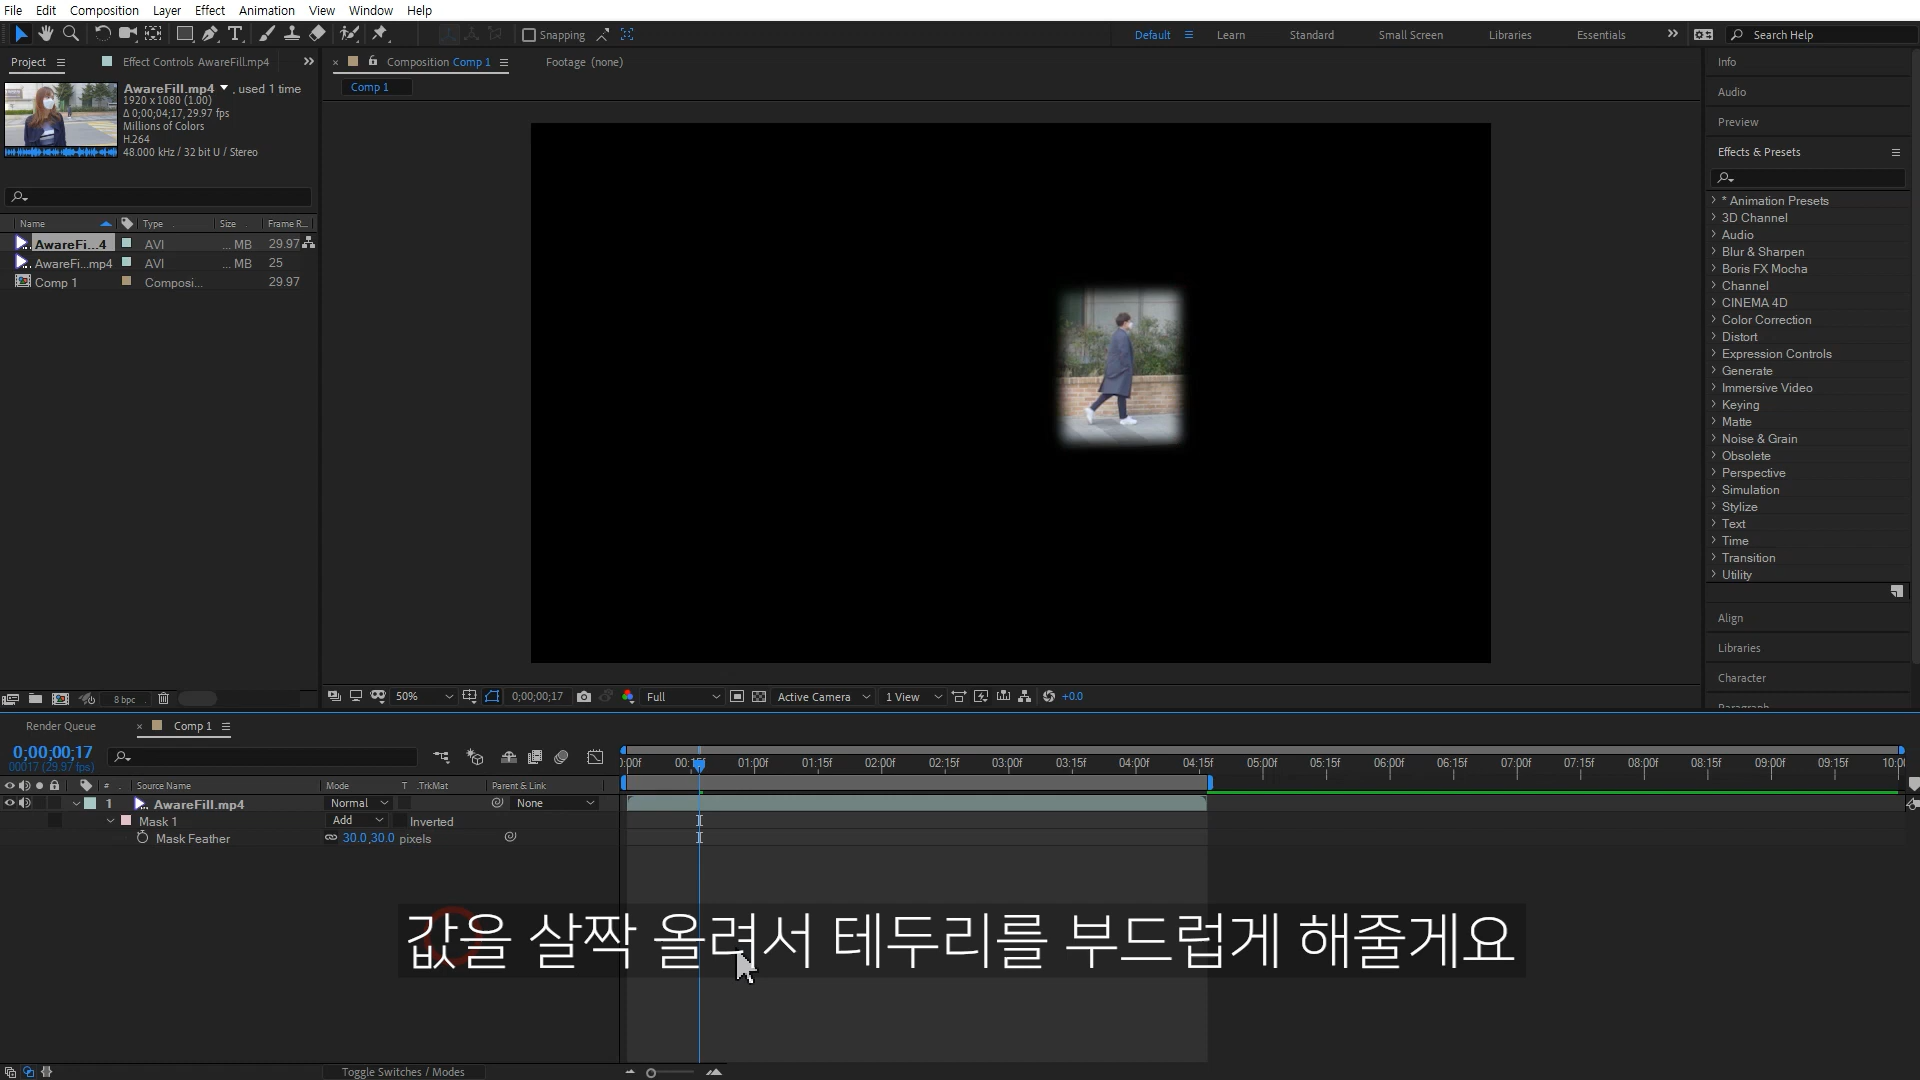 File Edit Composition Layer Effect Animation View Window Help
Snapping
Default Learn Standard Small Screen Libraries Essentials Search Help
Project Effect Controls AwareFill.mp4
Composition Comp 1 Footage (none)
Comp 1
AwareFill.mp4 , used 1 time
1920 x 1080 (1.00)
Δ 0;00;04;17, 29.97 fps
Millions of Colors
H.264
48.000 kHz / 32 bit U / Stereo
Name Type Size Frame R...
AwareFi...4 AVI ... MB 29.97
AwareFi...mp4 AVI ... MB 25
Comp 1 Composi... 29.97
8 bpc
50% 0;00;00;17 Full Active Camera 1 View +0.0
Info
Audio
Preview
Effects & Presets
* Animation Presets
3D Channel
Audio
Blur & Sharpen
Boris FX Mocha
Channel
CINEMA 4D
Color Correction
Distort
Expression Controls
Generate
Immersive Video
Keying
Matte
Noise & Grain
Obsolete
Perspective
Simulation
Stylize
Text
Time
Transition
Utility
Align
Libraries
Character
Paragraph
Render Queue Comp 1
0;00;00;17
00017 (29.97 fps)
:00f 00:15f 01:00f 01:15f 02:00f 02:15f 03:00f 03:15f 04:00f 04:15f 05:00f 05:15f 06:00f 06:15f 07:00f 07:15f 08:00f 08:15f 09:00f 09:15f 10:00
# Source Name Mode T .TrkMat Parent & Link
1 AwareFill.mp4 Normal None
Mask 1 Add Inverted
Mask Feather 30.0,30.0 pixels
값을 살짝 올려서 테두리를 부드럽게 해줄게요
Toggle Switches / Modes